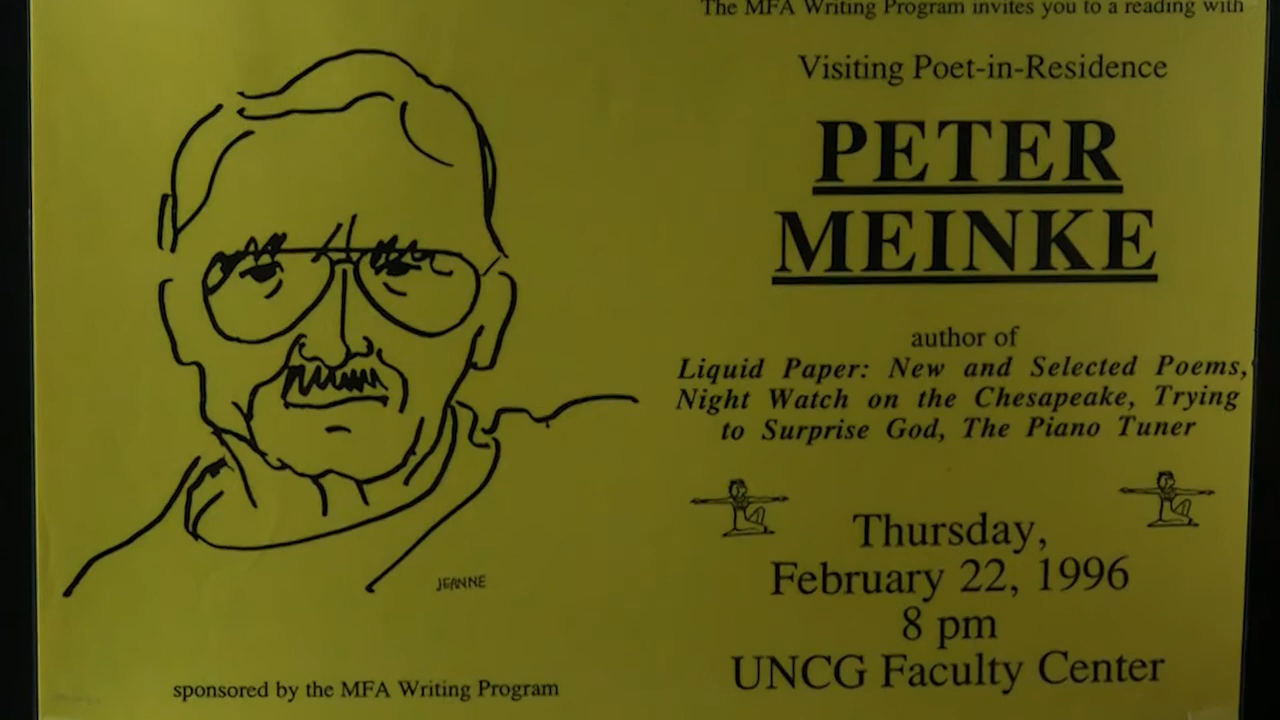 The MFA Writing Program invites you to a reading with
Visiting Poet-in-Residence
PETER
MEINKE
author of
Liquid Paper: New and Selected Poems,
Night Watch on the Chesapeake, Trying
to Surprise God, The Piano Tuner
Thursday,
February 22, 1996
8 pm
UNCG Faculty Center
JEANNE
sponsored by the MFA Writing Program